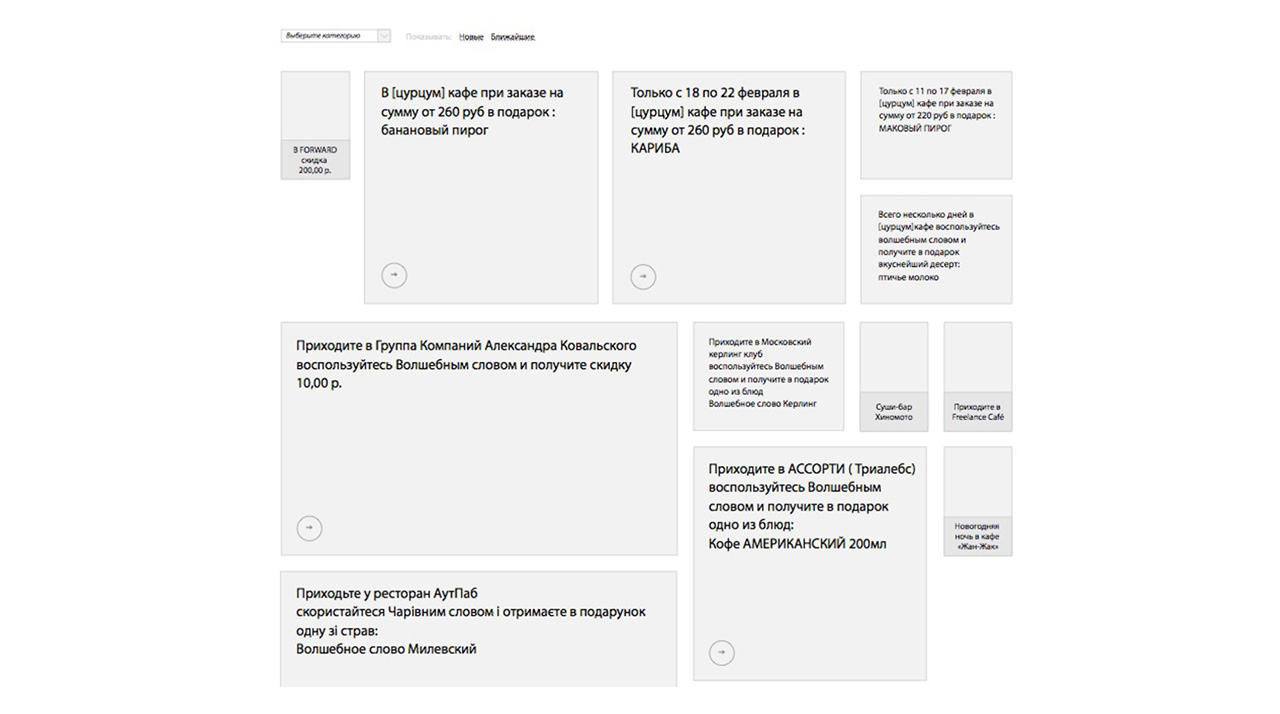 Выберите категорию
Показывать: Новые Ближайшие
В FORWARD
скидка
200,00 р.
В [цурцум] кафе при заказе на
сумму от 260 руб в подарок :
банановый пирог
Только с 18 по 22 февраля в
[цурцум] кафе при заказе на
сумму от 260 руб в подарок :
КАРИБА
Только с 11 по 17 февраля в
[цурцум] кафе при заказе на
сумму от 220 руб в подарок :
МАКОВЫЙ ПИРОГ
Всего несколько дней в
[цурцум]кафе воспользуйтесь
волшебным словом и
получите в подарок
вкуснейший десерт:
птичье молоко
Приходите в Группа Компаний Александра Ковальского
воспользуйтесь Волшебным словом и получите скидку
10,00 р.
Приходите в Московский
керлинг клуб
воспользуйтесь Волшебным
словом и получите в подарок
одно из блюд
Волшебное слово Керлинг
Суши-бар
Хиномото
Приходите в
Freelance Café
Приходите в АССОРТИ ( Триалебс)
воспользуйтесь Волшебным
словом и получите в подарок
одно из блюд:
Кофе АМЕРИКАНСКИЙ 200мл
Новогодняя
ночь в кафе
«Жан-Жак»
Приходьте у ресторан АутПаб
скористайтеся Чарівним словом і отримаєте в подарунок
одну зі страв:
Волшебное слово Милевский